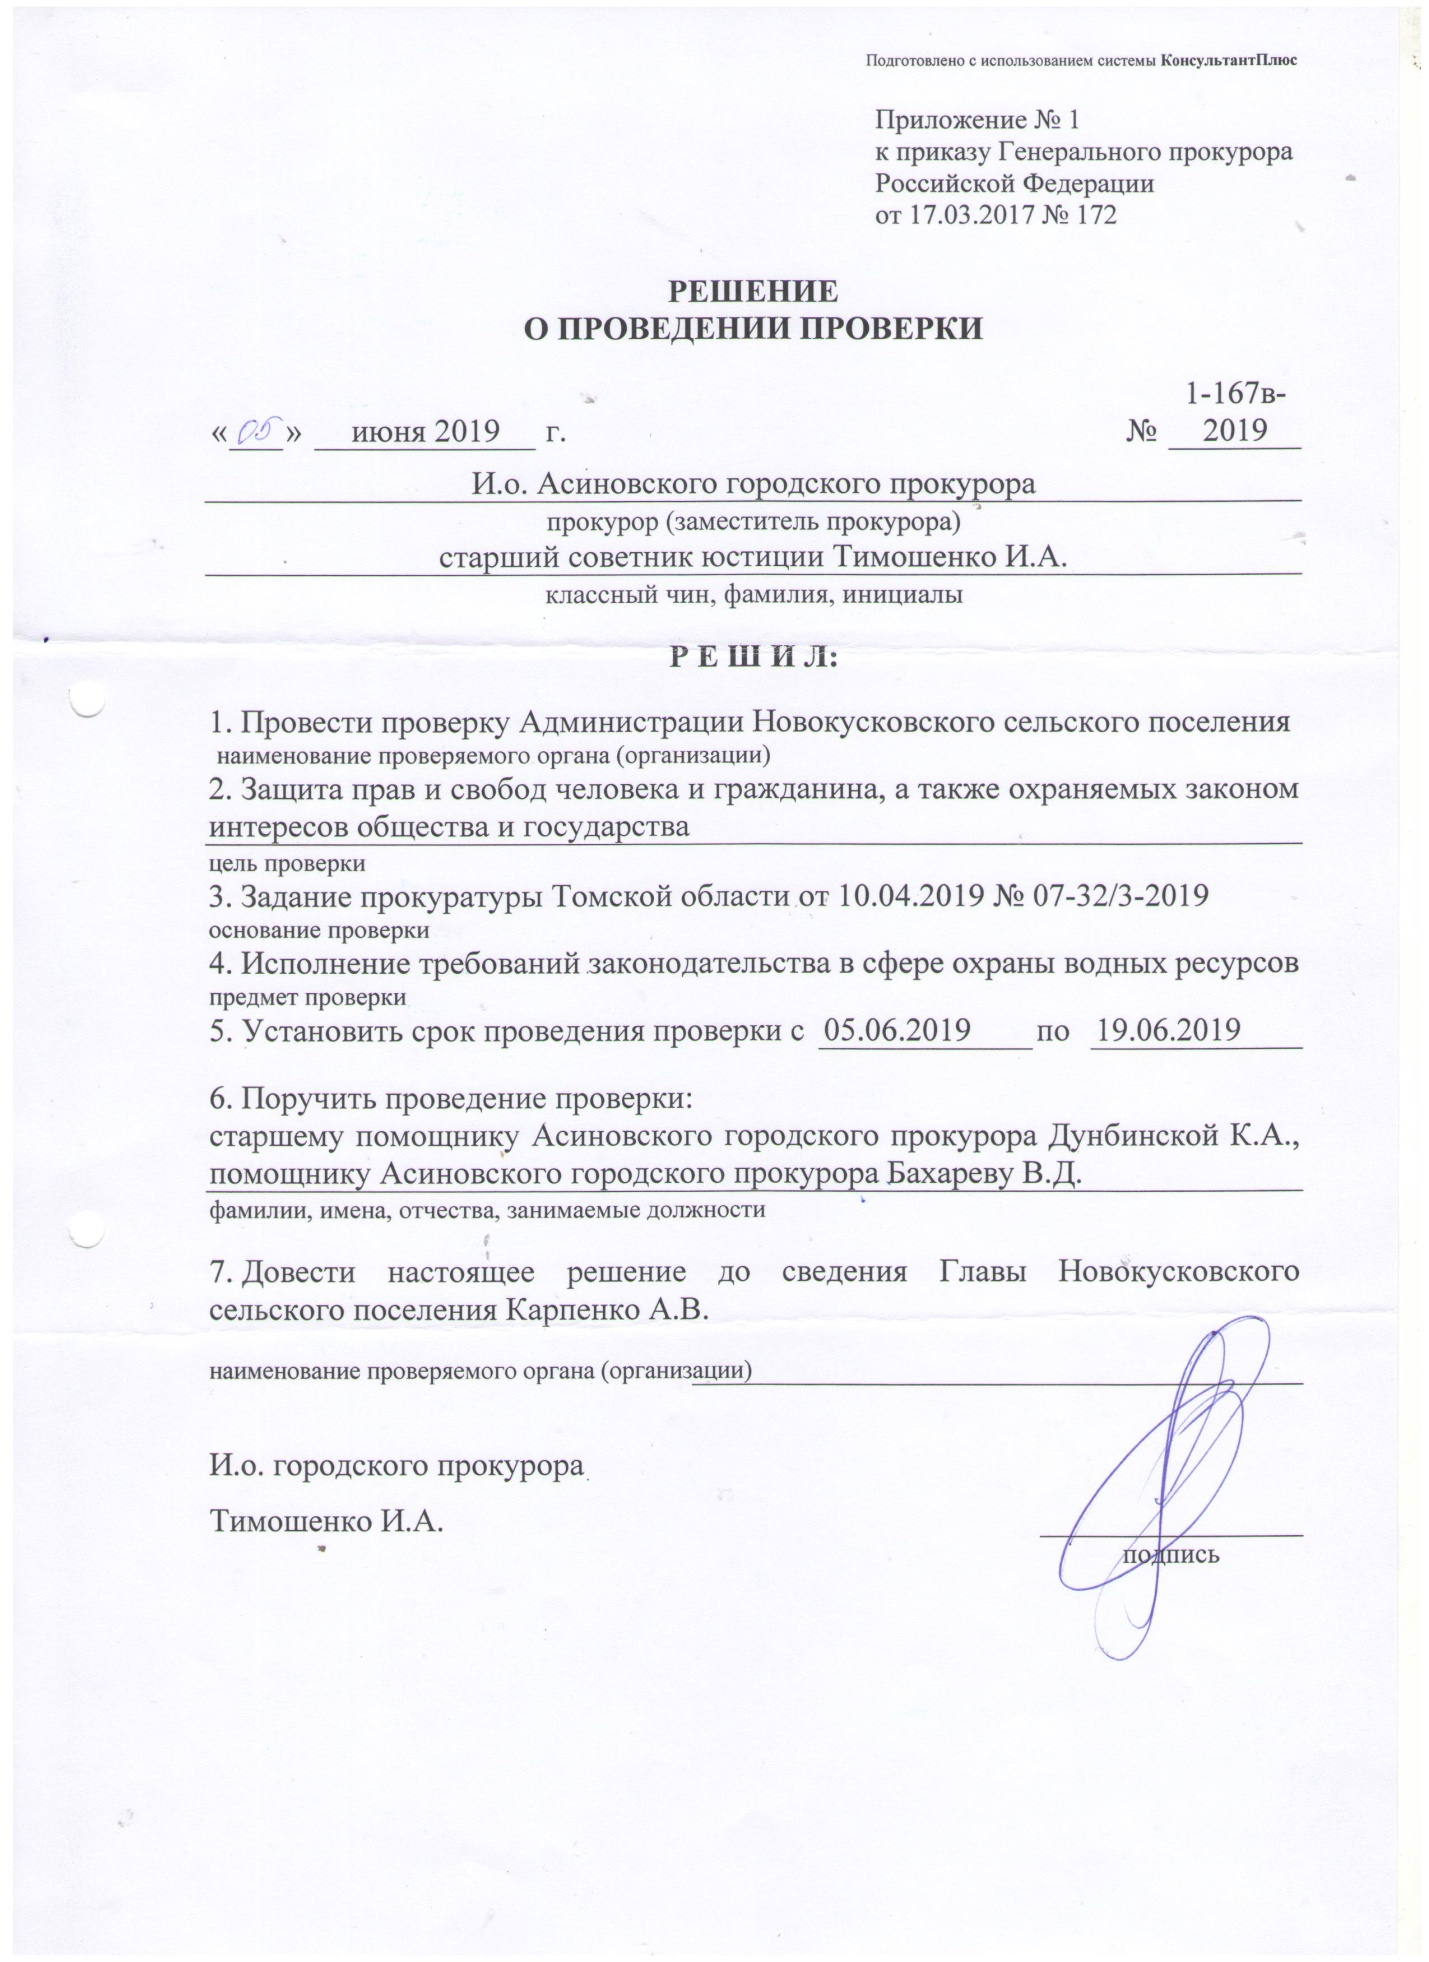 Подготовлено с использованием системы КонсультантПлюс
Приложение № 1
к приказу Генерального прокурора
Российской Федерации
от 17.03.2017 № 172
РЕШЕНИЕ
О ПРОВЕДЕНИИ ПРОВЕРКИ
1-167в-
«05» июня 2019 г. № 2019
И.о. Асиновского городского прокурора
прокурор (заместитель прокурора)
старший советник юстиции Тимошенко И.А.
классный чин, фамилия, инициалы
Р Е Ш И Л:
1. Провести проверку Администрации Новокусковского сельского поселения
наименование проверяемого органа (организации)
2. Защита прав и свобод человека и гражданина, а также охраняемых законом
интересов общества и государства
цель проверки
3. Задание прокуратуры Томской области от 10.04.2019 № 07-32/3-2019
основание проверки
4. Исполнение требований законодательства в сфере охраны водных ресурсов
предмет проверки
5. Установить срок проведения проверки с 05.06.2019 по 19.06.2019
6. Поручить проведение проверки:
старшему помощнику Асиновского городского прокурора Дунбинской К.А.,
помощнику Асиновского городского прокурора Бахареву В.Д.
фамилии, имена, отчества, занимаемые должности
7. Довести настоящее решение до сведения Главы Новокусковского
сельского поселения Карпенко А.В.
наименование проверяемого органа (организации)
И.о. городского прокурора
Тимошенко И.А.
подпись